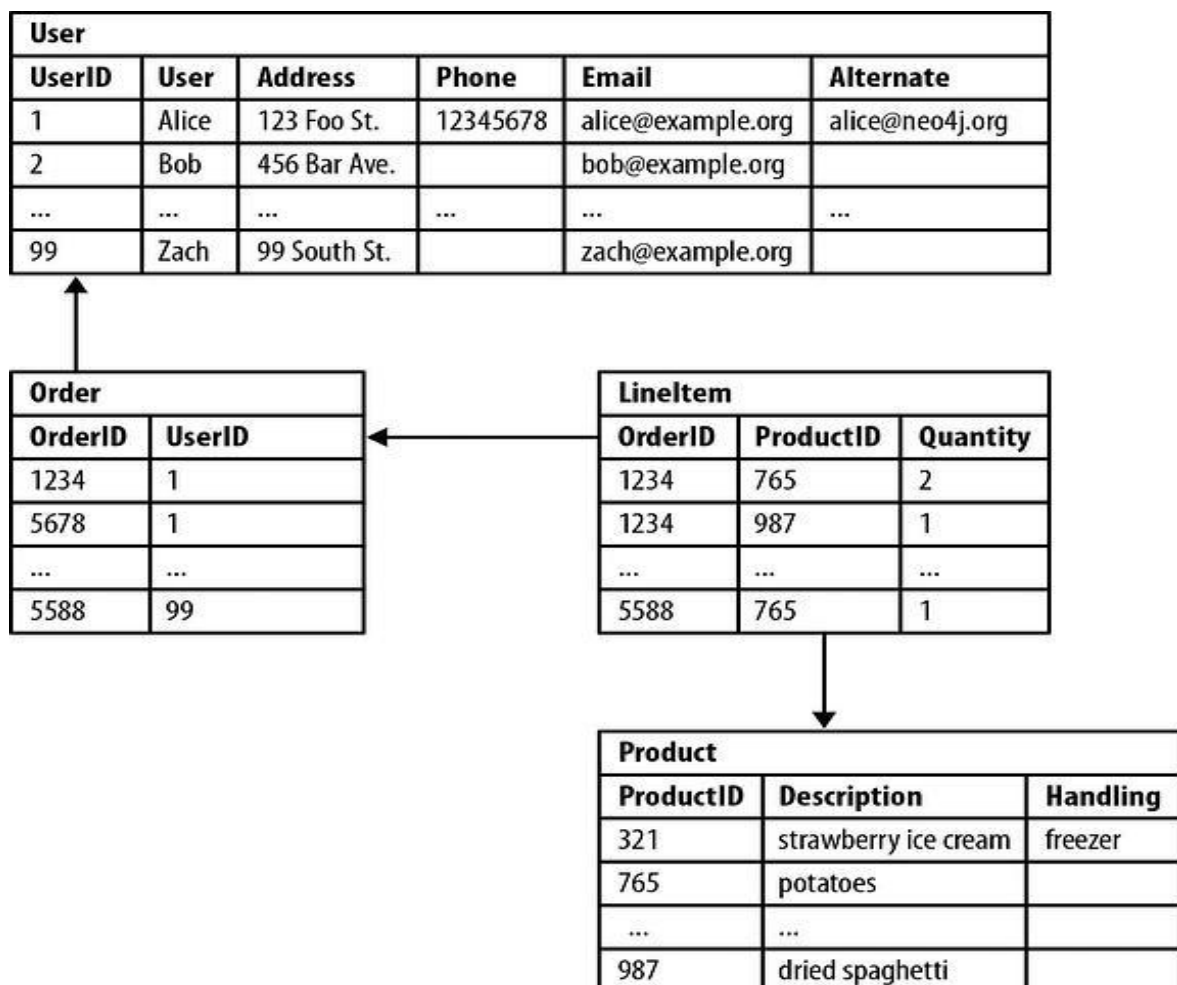 User
UserID User Address Phone Email Alternate
1 Alice 123 Foo St. 12345678 alice@example.org alice@neo4j.org
2 Bob 456 Bar Ave. bob@example.org
... ... ... ... ... ...
99 Zach 99 South St. zach@example.org
Order
OrderID UserID
1234 1
5678 1
... ...
5588 99
LineItem
OrderID ProductID Quantity
1234 765 2
1234 987 1
... ... ...
5588 765 1
Product
ProductID Description Handling
321 strawberry ice cream freezer
765 potatoes
... ...
987 dried spaghetti